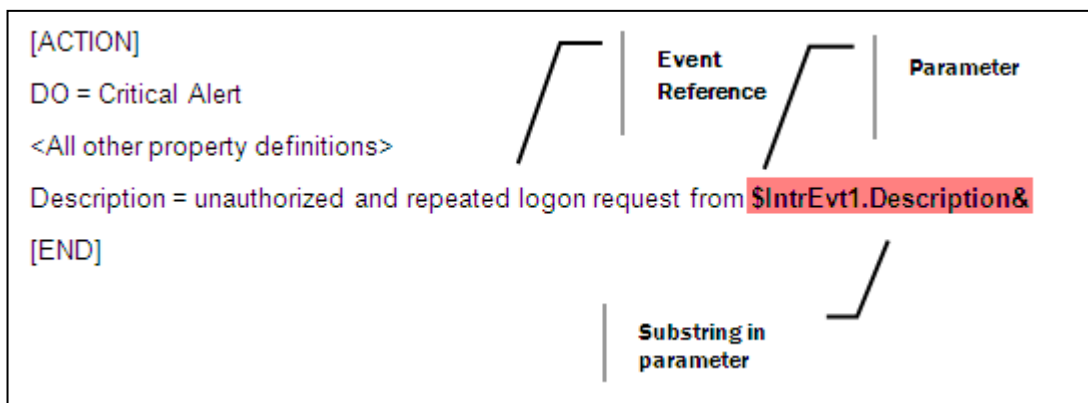 [ACTION]
DO = Critical Alert
<All other property definitions>
Description = unauthorized and repeated logon request from $IntrEvt1.Description&
[END]
Event
Reference
Parameter
Substring in
parameter